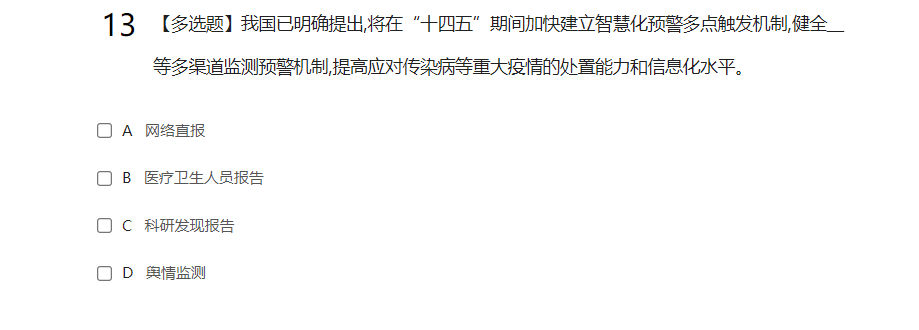 13 【多选题】我国已明确提出,将在“十四五”期间加快建立智慧化预警多点触发机制,健全__
等多渠道监测预警机制,提高应对传染病等重大疫情的处置能力和信息化水平。
A 网络直报
B 医疗卫生人员报告
C 科研发现报告
D 舆情监测